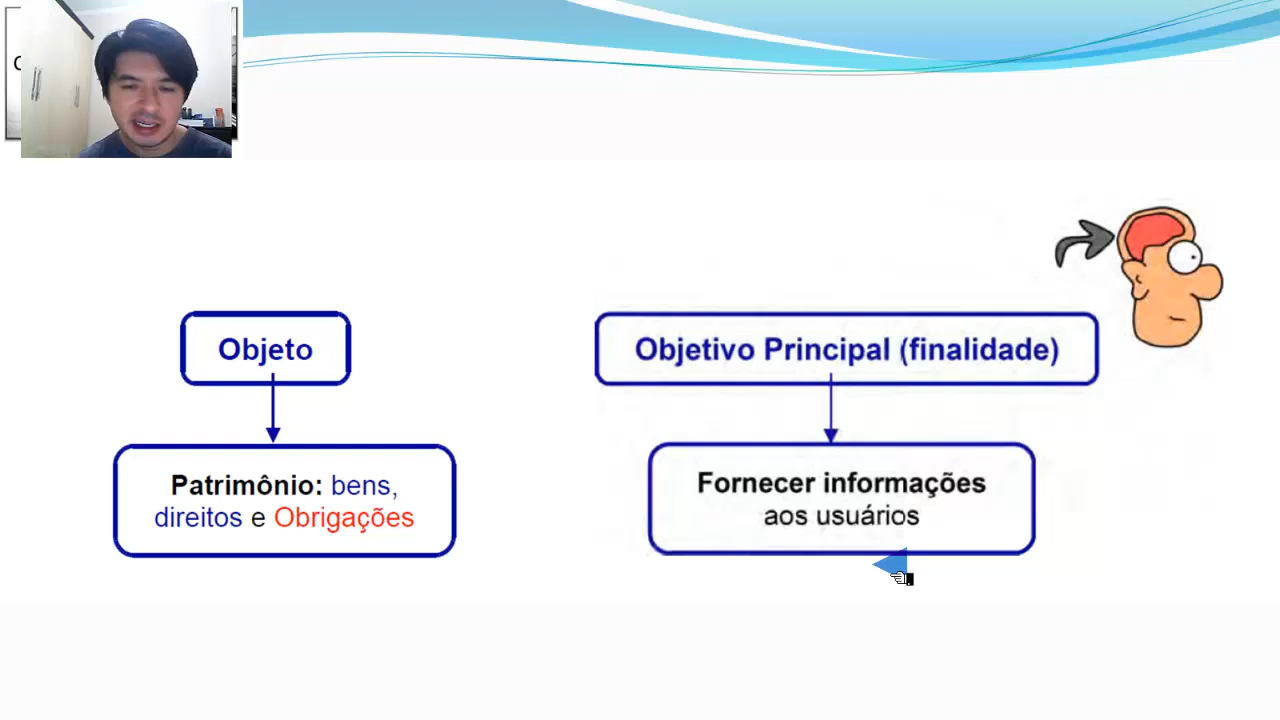 Objeto
Patrimônio: bens,
direitos e Obrigações
Objetivo Principal (finalidade)
Fornecer informações
aos usuários